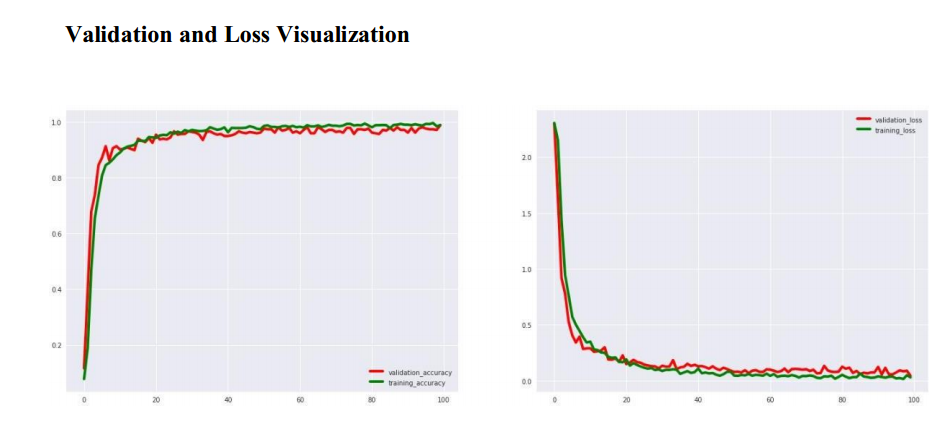 Validation and Loss Visualization
1.0
0.8
0.6
0.4
0.2
0 20 40 60 80 100
validation_accuracy
training_accuracy
2.0
1.5
1.0
0.5
0.0
0 20 40 60 80 100
validation_loss
training_loss